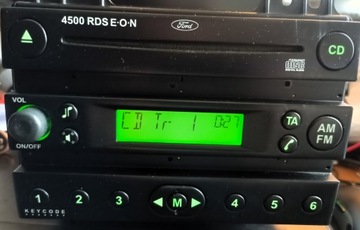 4500 RDS E·O·N
Ford
CD
VOL
CD Tr 1 0:27
TA
AM
FM
ON/OFF
1 2 3 M 4 5 6
KEYCODE